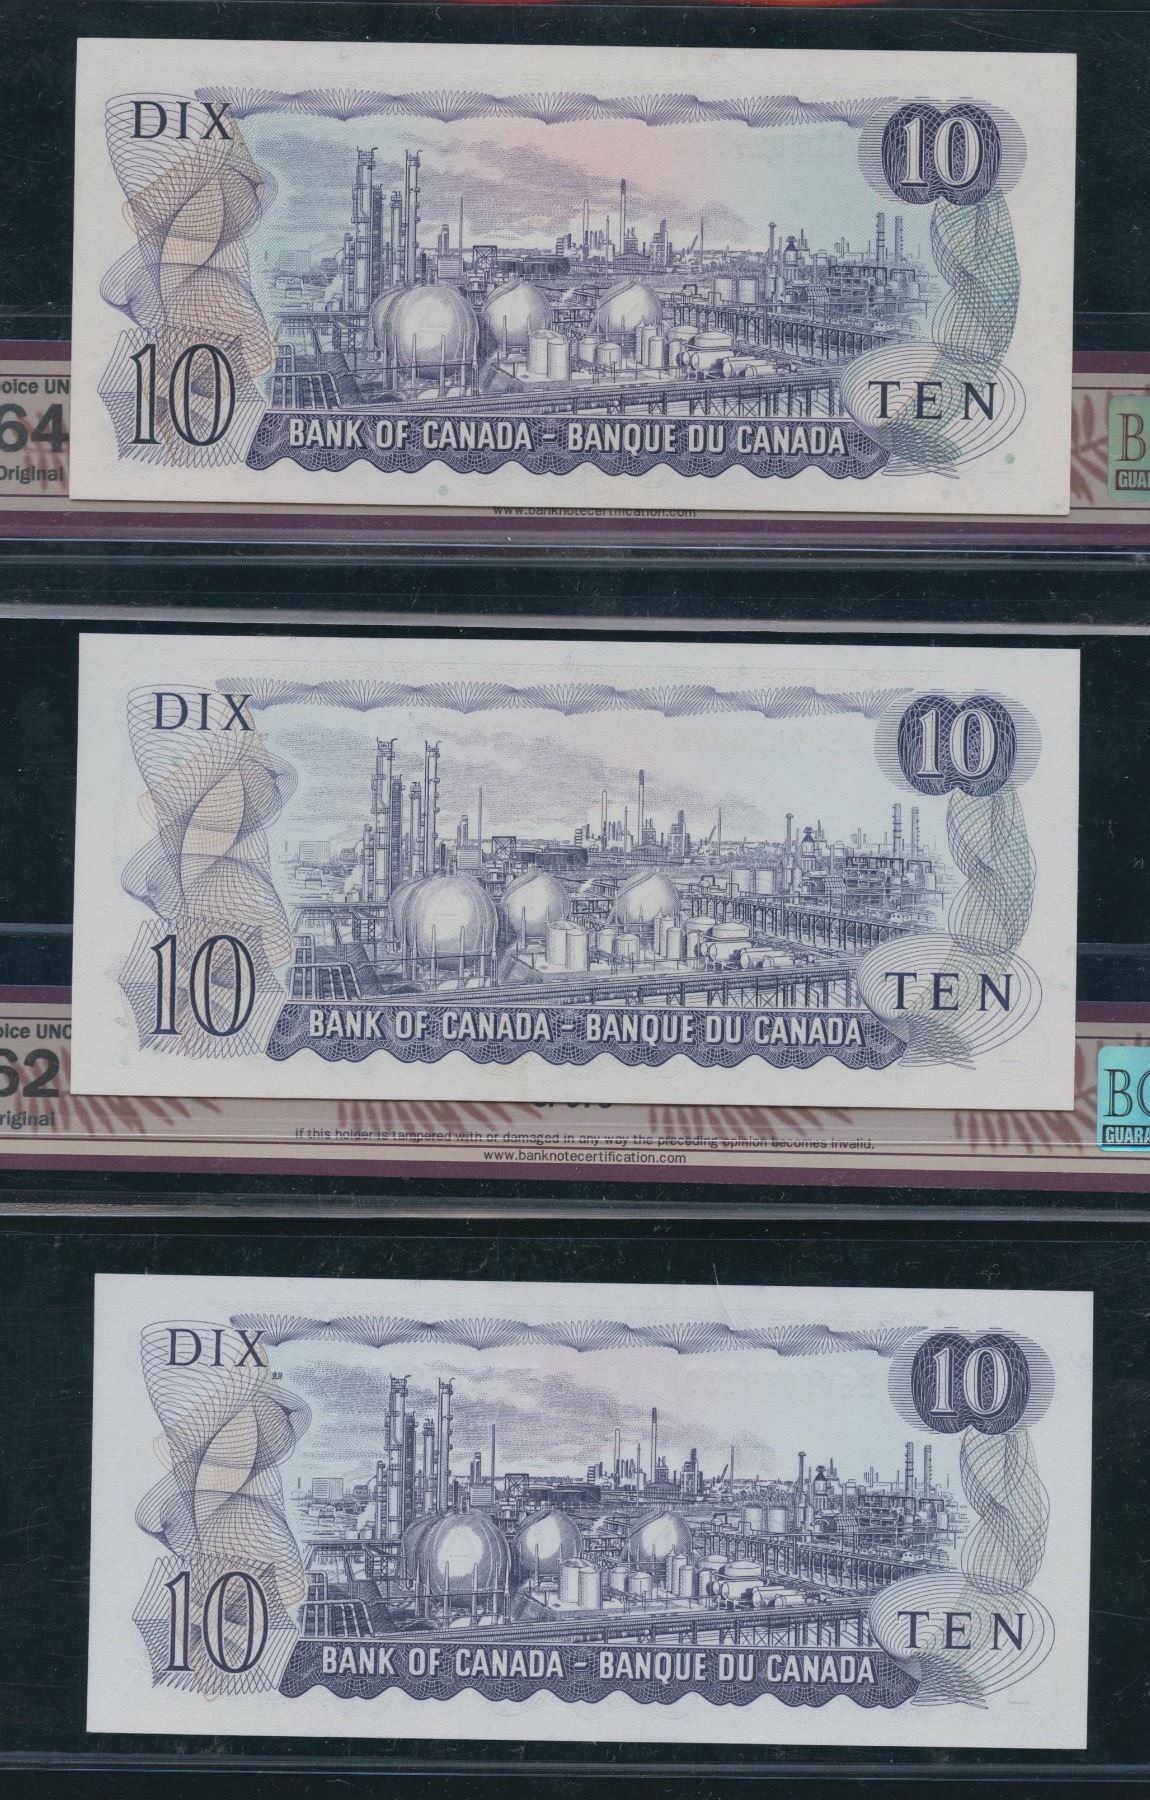 DIX
10
10
TEN
BANK OF CANADA - BANQUE DU CANADA
UNC
64
Original
GUAR
www.banknotecertification.com
DIX
10
10
TEN
BANK OF CANADA - BANQUE DU CANADA
UNC
62
If this holder is tampered with or damaged in any way the preceding opinion becomes invalid.
www.banknotecertification.com
GUARA
DIX
10
10
TEN
BANK OF CANADA - BANQUE DU CANADA